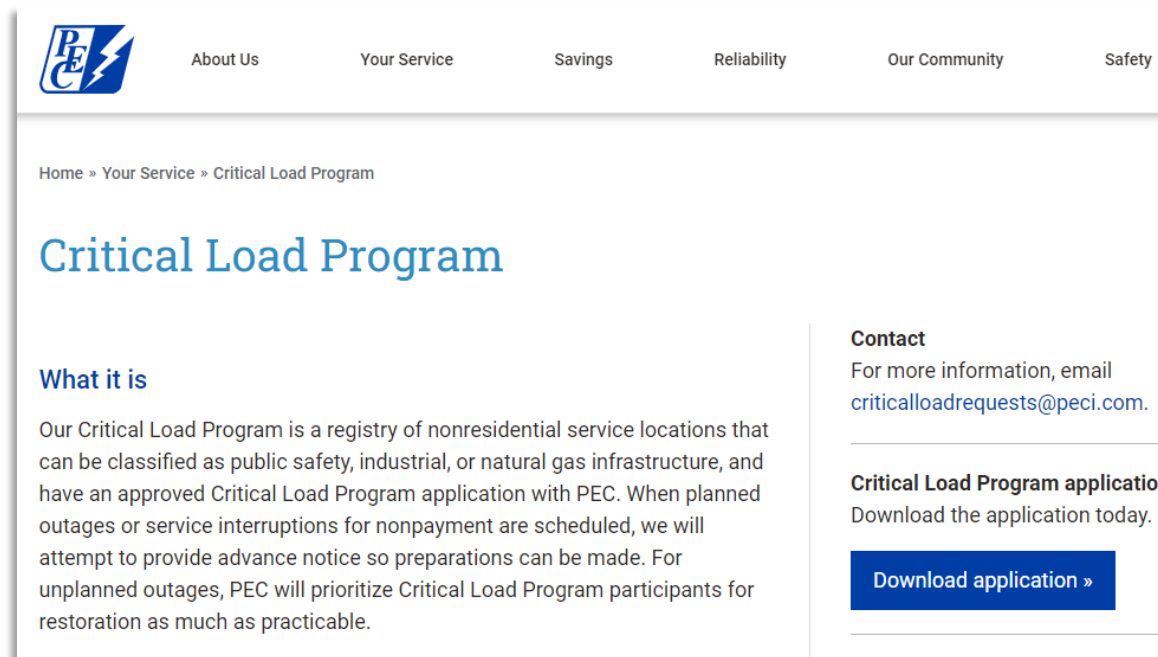 PEC
About Us Your Service Savings Reliability Our Community Safety
Home » Your Service » Critical Load Program
Critical Load Program
What it is
Our Critical Load Program is a registry of nonresidential service locations that
can be classified as public safety, industrial, or natural gas infrastructure, and
have an approved Critical Load Program application with PEC. When planned
outages or service interruptions for nonpayment are scheduled, we will
attempt to provide advance notice so preparations can be made. For
unplanned outages, PEC will prioritize Critical Load Program participants for
restoration as much as practicable.
Contact
For more information, email
criticalloadrequests@peci.com.
Critical Load Program applicatio
Download the application today.
Download application »